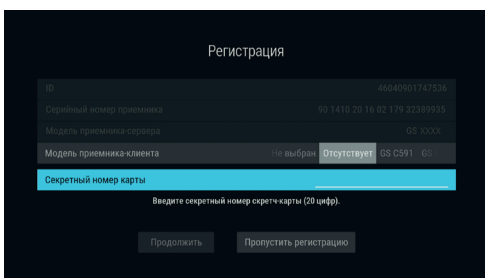 Регистрация
ID 46040901747536
Серийный номер приемника 90 1410 20 16 02 179 32389935
Модель приемника-сервера GS XXXX
Модель приемника-клиента Не выбран Отсутствует GS C591 GS
Секретный номер карты
Введите секретный номер скретч-карты (20 цифр).
Продолжить Пропустить регистрацию